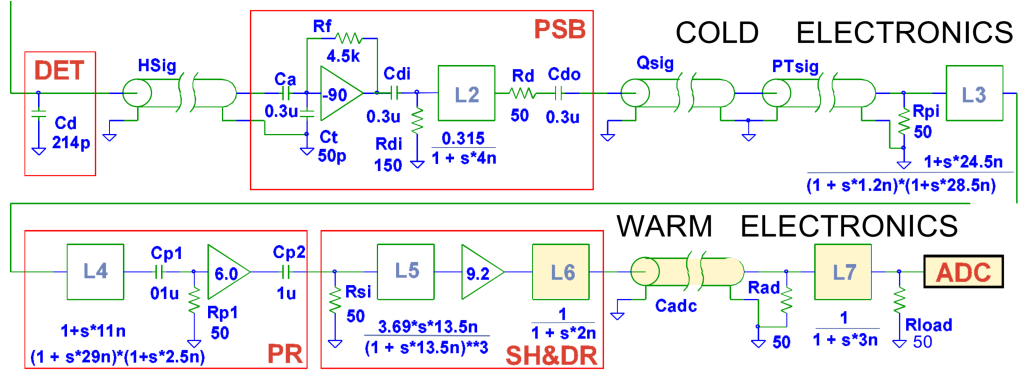 COLD ELECTRONICS
PSB
DET
HSig
Rf
4.5k
Ca
0.3u
-90
Cdi
0.3u
Ct
50p
Rdi
150
L2
0.315
1 + s*4n
Rd
50
Cdo
0.3u
Qsig
PTsig
Rpi
50
L3
1+s*24.5n
(1 + s*1.2n)*(1+s*28.5n)
Cd
214p
WARM ELECTRONICS
L4
1+s*11n
(1 + s*29n)*(1+s*2.5n)
Cp1
01u
6.0
Rp1
50
Cp2
1u
PR
Rsi
50
L5
3.69*s*13.5n
(1 + s*13.5n)**3
9.2
L6
1
1 + s*2n
SH&DR
Cadc
Rad
50
L7
1
1 + s*3n
ADC
Rload
50